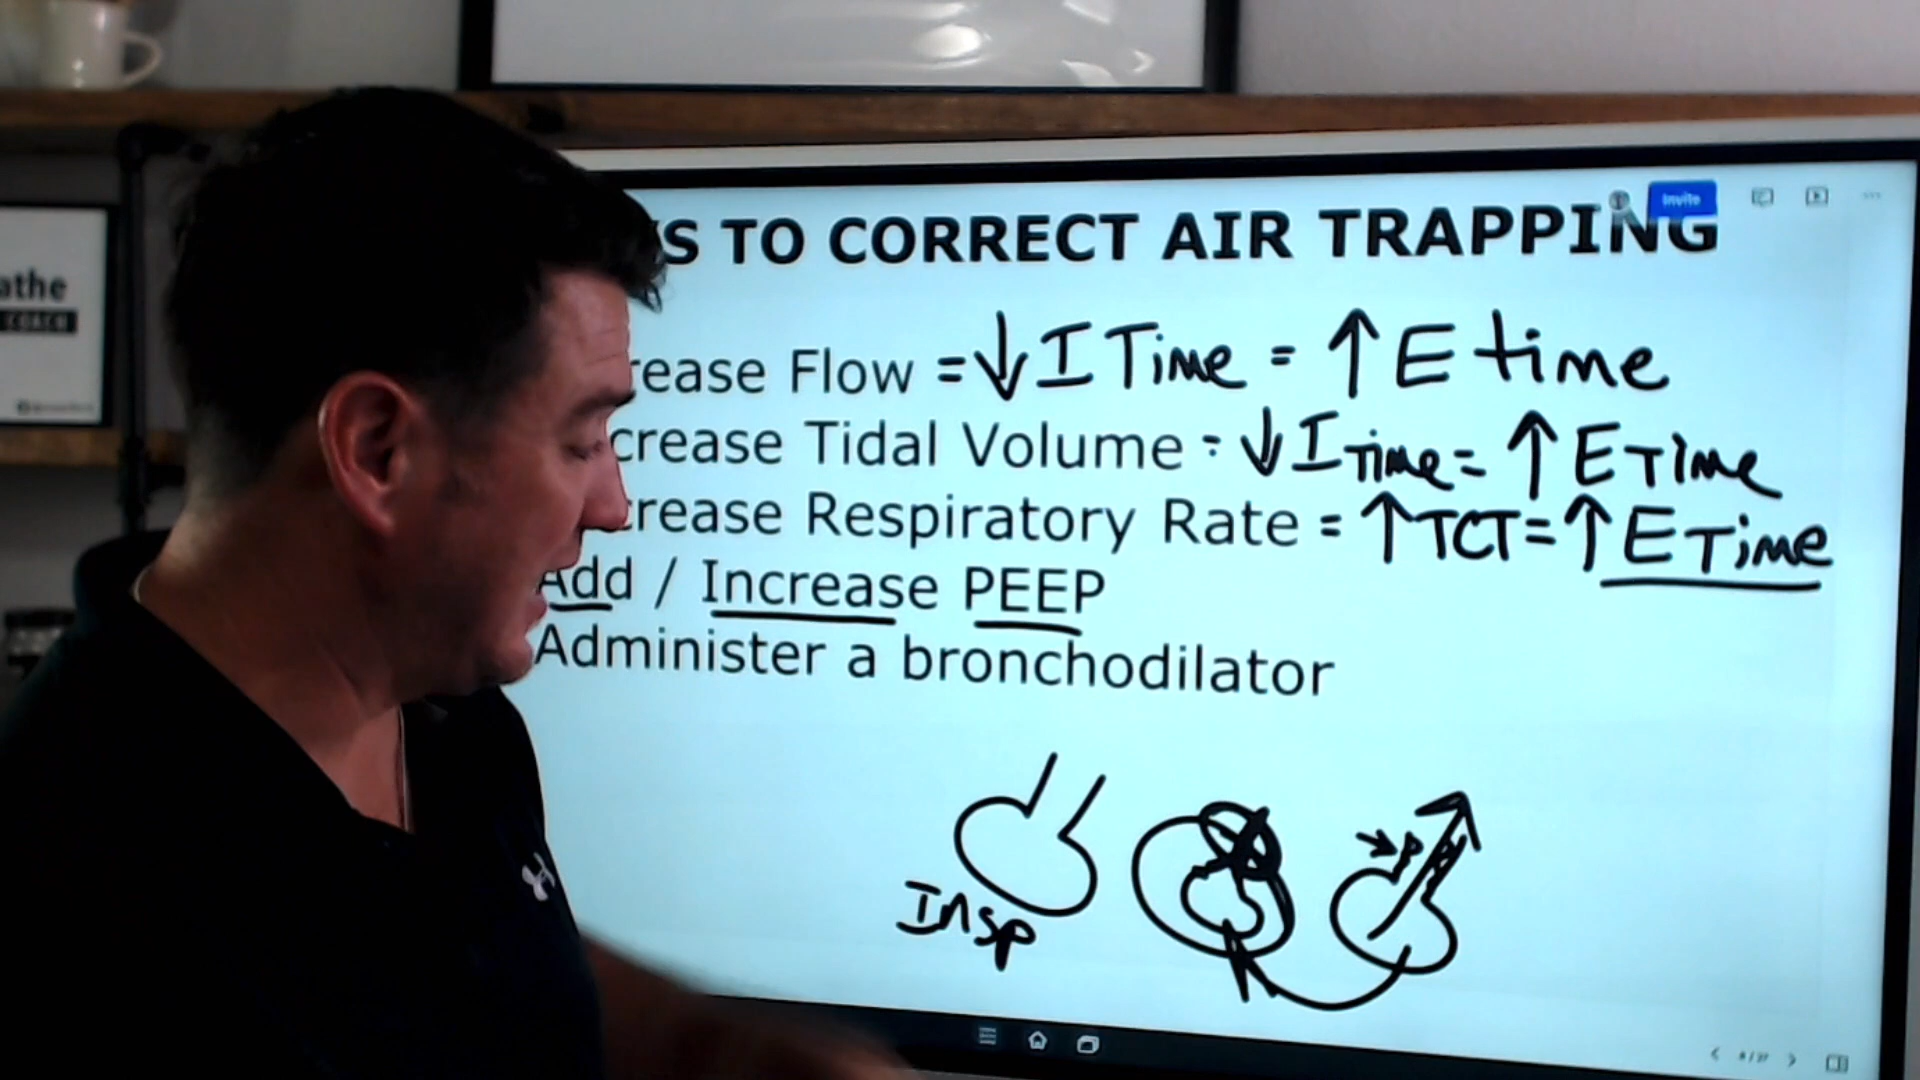 S TO CORRECT AIR TRAPPING
Invite
athe
COACH
rease Flow = ↓ I Time = ↑ E time
crease Tidal Volume = ↓ I Time = ↑ E Time
crease Respiratory Rate = ↑ TCT = ↑ E Time
Add / Increase PEEP
Administer a bronchodilator
Insp